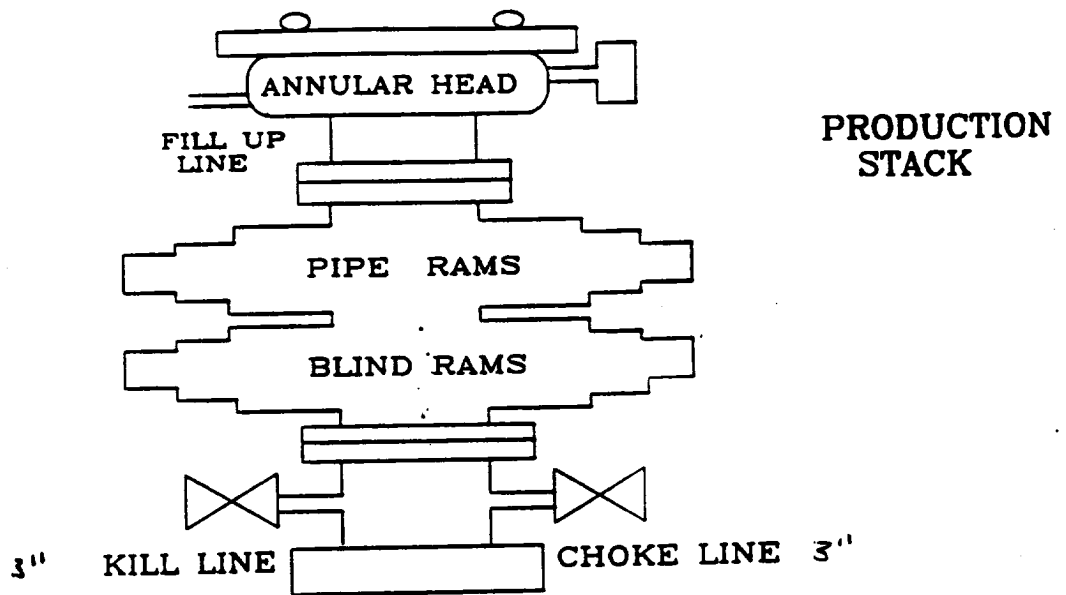 ANNULAR HEAD
FILL UP
LINE
PRODUCTION
STACK
PIPE RAMS
BLIND RAMS
3" KILL LINE
CHOKE LINE 3"